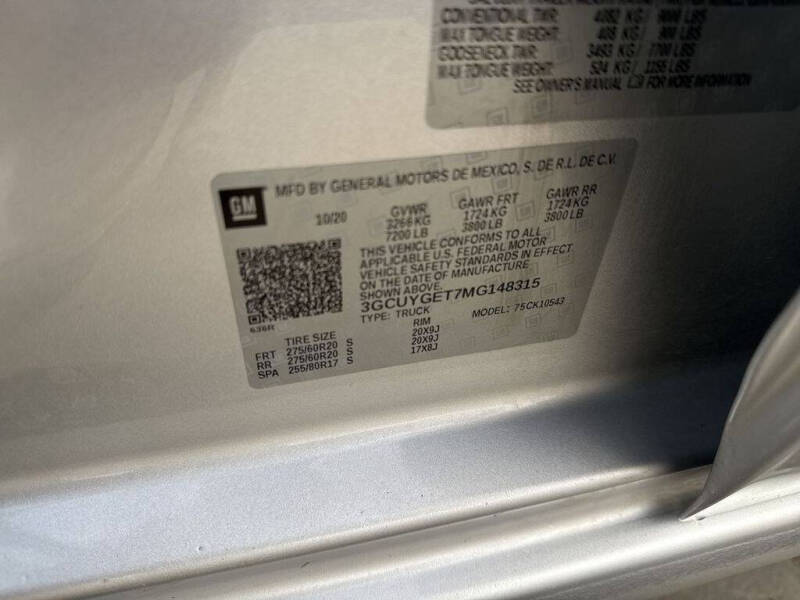 CONVENTIONAL TWR: 4082 KG / 9000 LBS
MAX TONGUE WEIGHT: 408 KG / 900 LBS
GOOSENECK TWR: 3493 KG / 7700 LBS
MAX TONGUE WEIGHT: 524 KG / 1155 LBS
SEE OWNER'S MANUAL FOR MORE INFORMATION
GM
MFD BY GENERAL MOTORS DE MEXICO, S. DE R.L. DE C.V.
10/20 GVWR GAWR FRT GAWR RR
3266 KG 1724 KG 1724 KG
7200 LB 3800 LB 3800 LB
THIS VEHICLE CONFORMS TO ALL
APPLICABLE U.S. FEDERAL MOTOR
VEHICLE SAFETY STANDARDS IN EFFECT
ON THE DATE OF MANUFACTURE
SHOWN ABOVE.
3GCUYGET7MG148315
TYPE: TRUCK MODEL: 75CK10543
636R
TIRE SIZE RIM
FRT 275/60R20 S 20X9J
RR 275/60R20 S 20X9J
SPA 255/80R17 S 17X8J